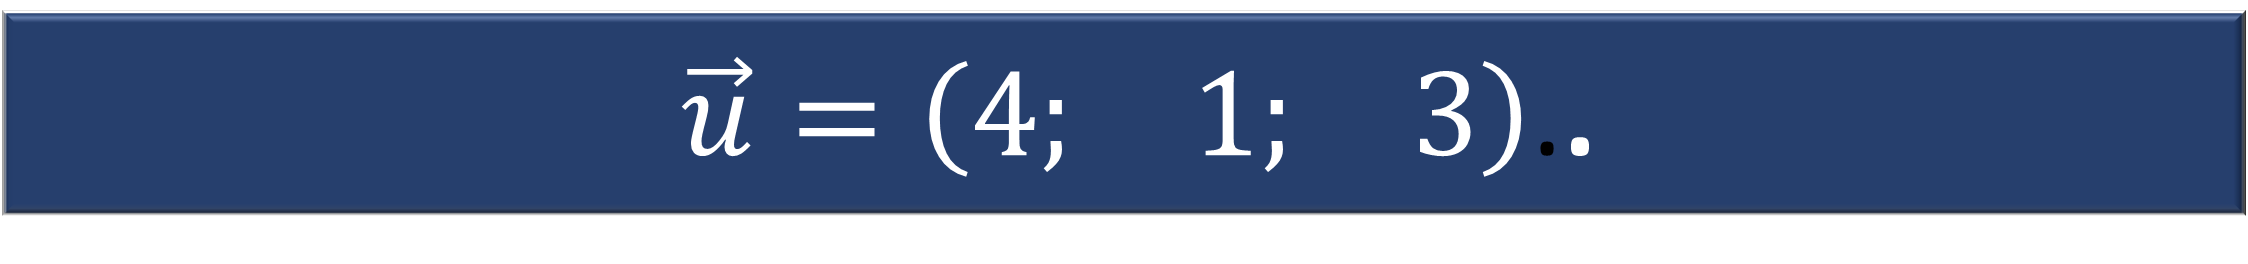 u⃗ = (4; 1; 3)..